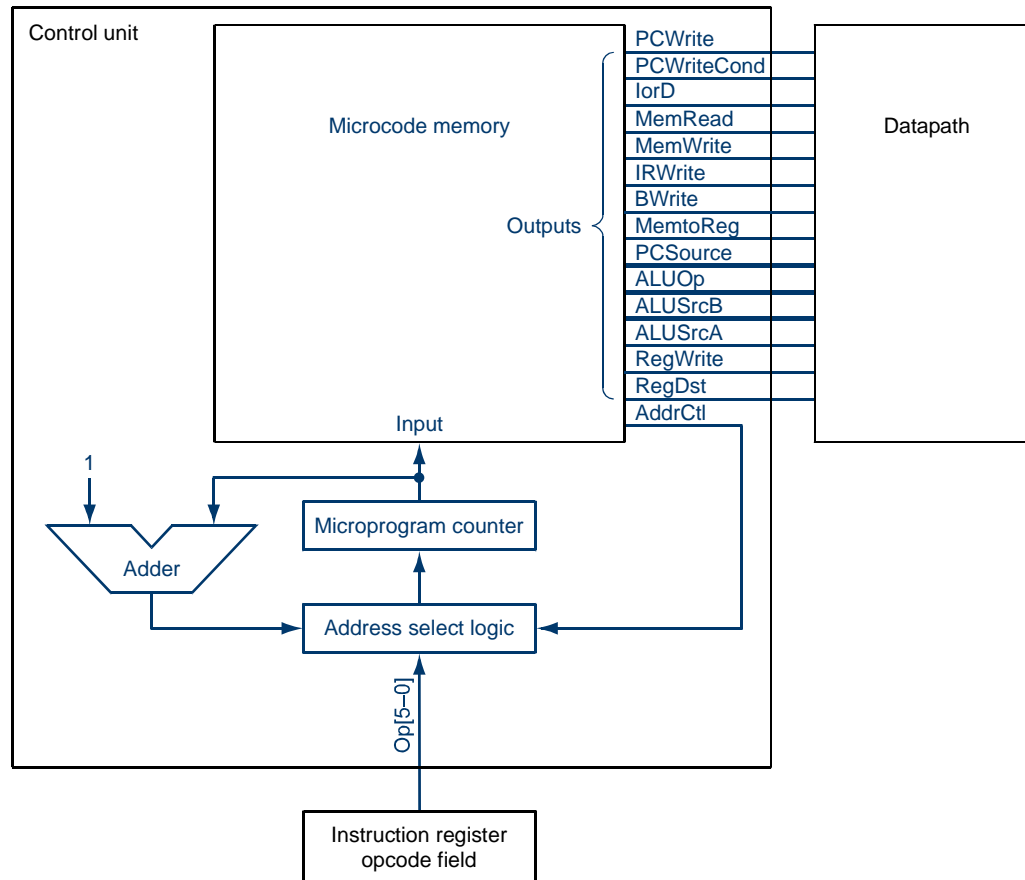 Control unit
Microcode memory
Outputs
Input
PCWrite
PCWriteCond
IorD
MemRead
MemWrite
IRWrite
BWrite
MemtoReg
PCSource
ALUOp
ALUSrcB
ALUSrcA
RegWrite
RegDst
AddrCtl
Datapath
1
Adder
Microprogram counter
Address select logic
Op[5–0]
Instruction register
opcode field